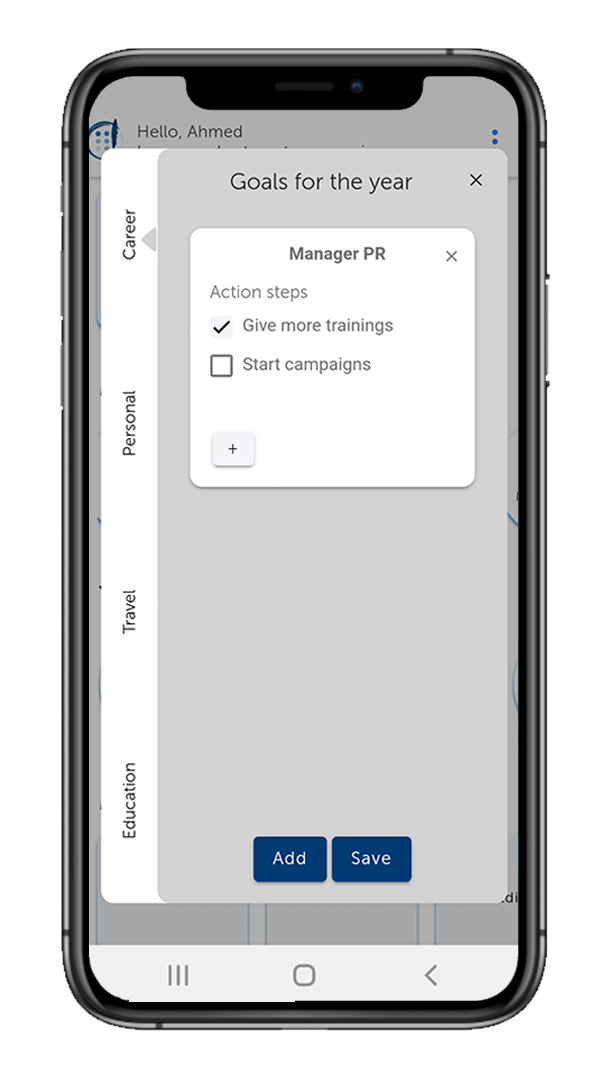 Hello, Ahmed
Goals for the year
Career
Personal
Travel
Education
Manager PR
Action steps
Give more trainings
Start campaigns
+
Add
Save